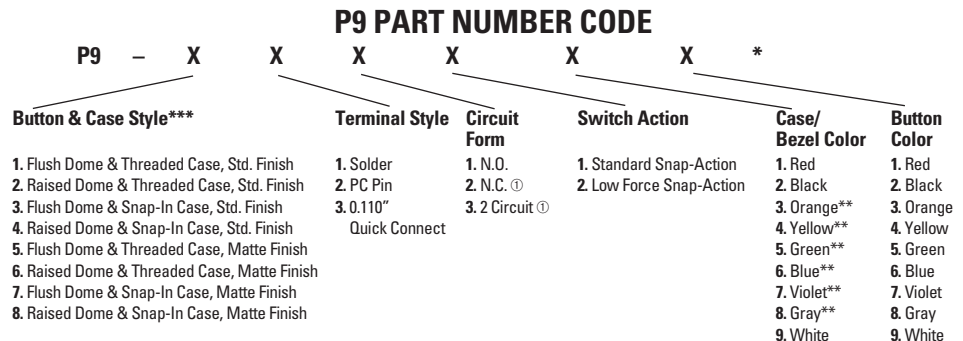 P9 PART NUMBER CODE
P9 – X X X X X X *
Button & Case Style***
1. Flush Dome & Threaded Case, Std. Finish
2. Raised Dome & Threaded Case, Std. Finish
3. Flush Dome & Snap-In Case, Std. Finish
4. Raised Dome & Snap-In Case, Std. Finish
5. Flush Dome & Threaded Case, Matte Finish
6. Raised Dome & Threaded Case, Matte Finish
7. Flush Dome & Snap-In Case, Matte Finish
8. Raised Dome & Snap-In Case, Matte Finish
Terminal Style
1. Solder
2. PC Pin
3. 0.110"
Quick Connect
Circuit
Form
1. N.O.
2. N.C. ①
3. 2 Circuit ①
Switch Action
1. Standard Snap-Action
2. Low Force Snap-Action
Case/
Bezel Color
1. Red
2. Black
3. Orange**
4. Yellow**
5. Green**
6. Blue**
7. Violet**
8. Gray**
9. White
Button
Color
1. Red
2. Black
3. Orange
4. Yellow
5. Green
6. Blue
7. Violet
8. Gray
9. White